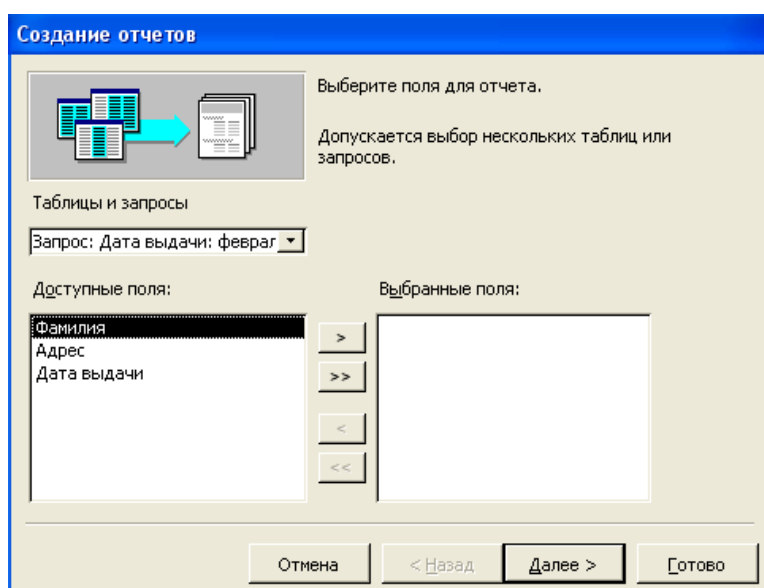 Создание отчетов
Выберите поля для отчета.
Допускается выбор нескольких таблиц или
запросов.
Таблицы и запросы
Запрос: Дата выдачи: феврал
Доступные поля:
Выбранные поля:
Фамилия
Адрес
Дата выдачи
>
>>
<
<<
Отмена
< Назад
Далее >
Готово